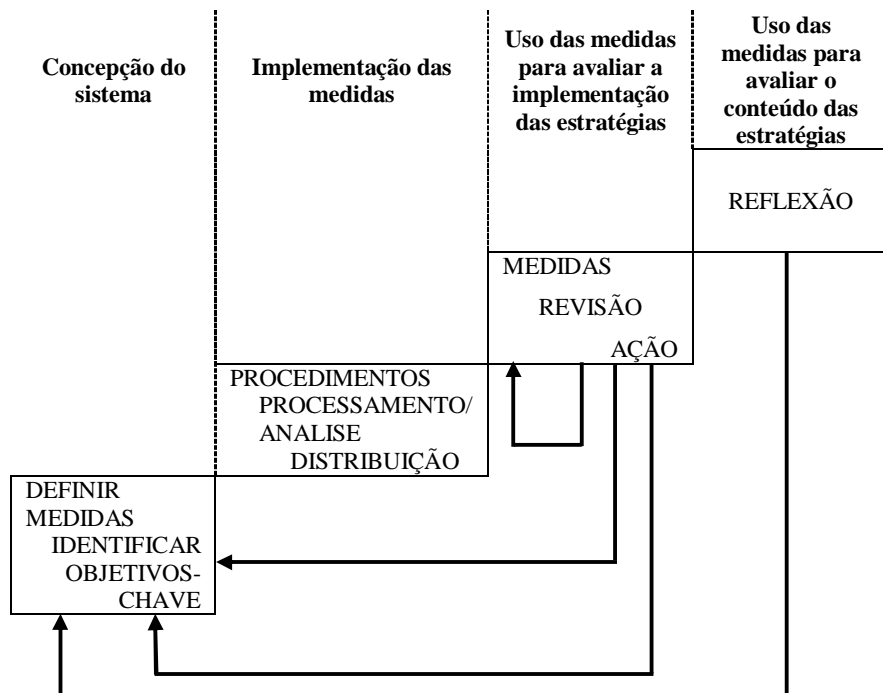 Concepção do
sistema
Implementação das
medidas
Uso das medidas
para avaliar a
implementação
das estratégias
Uso das
medidas para
avaliar o
conteúdo das
estratégias
REFLEXÃO
MEDIDAS
REVISÃO
AÇÃO
PROCEDIMENTOS
PROCESSAMENTO/
ANALISE
DISTRIBUIÇÃO
DEFINIR
MEDIDAS
IDENTIFICAR
OBJETIVOS-
CHAVE